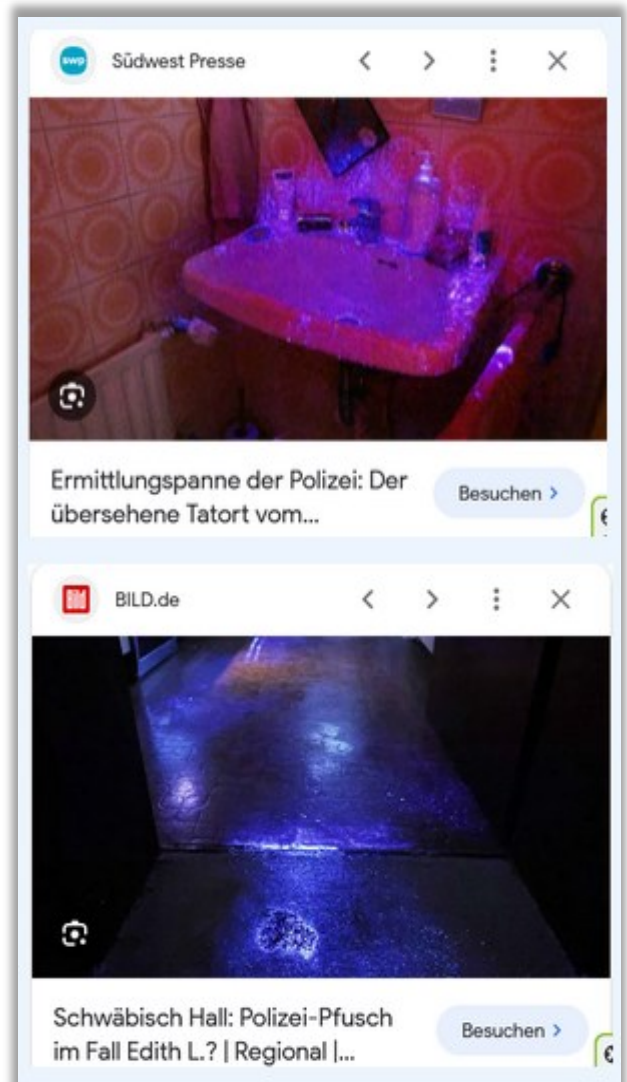 swp Südwest Presse
Ermittlungspanne der Polizei: Der
übersehene Tatort vom...
Besuchen >
Bild BILD.de
Schwäbisch Hall: Polizei-Pfusch
im Fall Edith L.? | Regional |...
Besuchen >